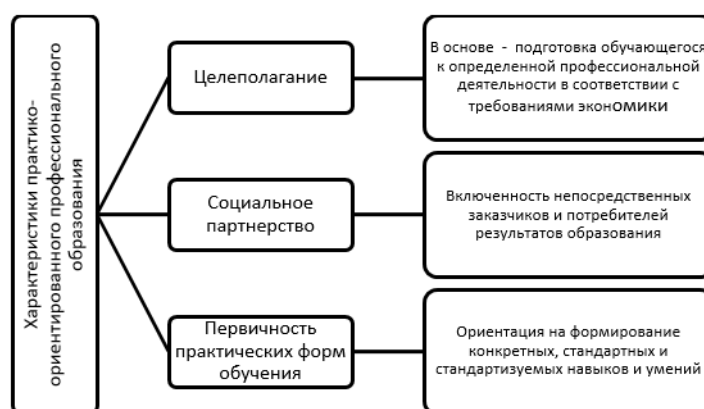 Характеристики практико-
ориентированного профессионального
образования
Целеполагание
В основе - подготовка обучающегося
к определенной профессиональной
деятельности в соответствии с
требованиями экономики
Социальное
партнерство
Включенность непосредственных
заказчиков и потребителей
результатов образования
Первичность
практических форм
обучения
Ориентация на формирование
конкретных, стандартных и
стандартизуемых навыков и умений